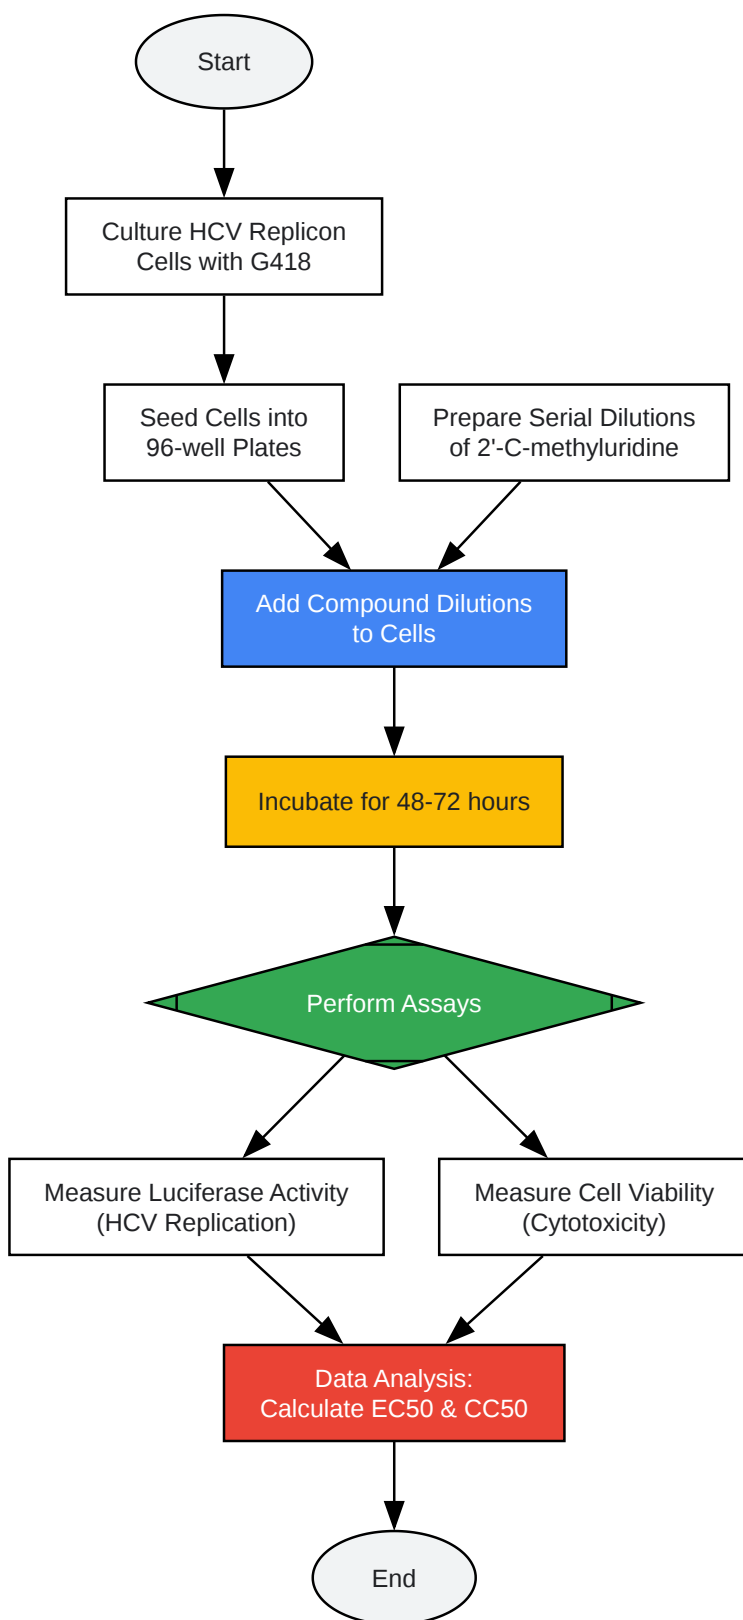 Start
Culture HCV Replicon
Cells with G418
Seed Cells into
96-well Plates
Prepare Serial Dilutions
of 2'-C-methyluridine
Add Compound Dilutions
to Cells
Incubate for 48-72 hours
Perform Assays
Measure Luciferase Activity
(HCV Replication)
Measure Cell Viability
(Cytotoxicity)
Data Analysis:
Calculate EC50 & CC50
End